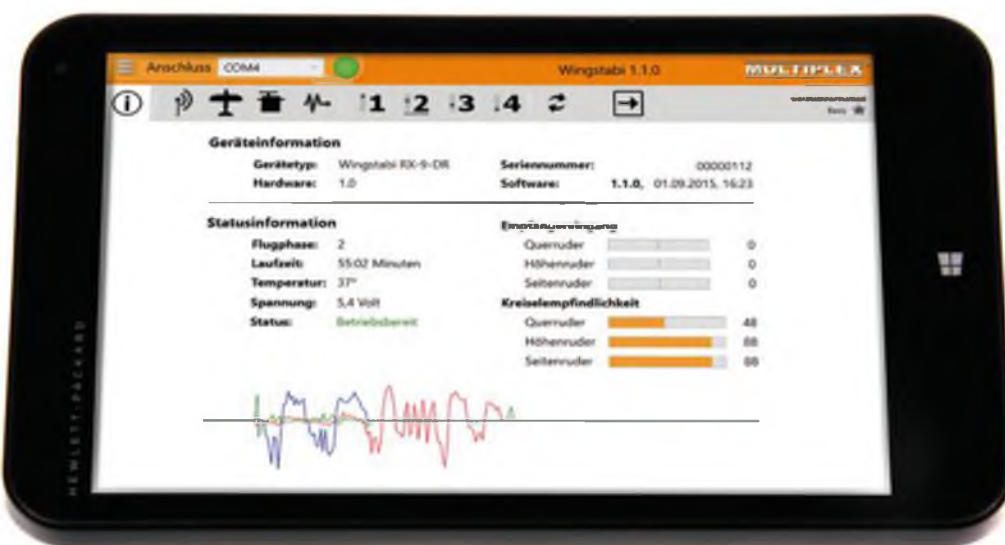 Anschluss COM4 Wingstabi 1.1.0 MULTIPLEX
1 2 3 4
Geräteinformation
Gerätetyp: Wingstabi RX-9-DR Seriennummer: 00000112
Hardware: 1.0 Software: 1.1.0, 01.09.2015, 16:23
Statusinformation
Flugphase: 2 Querruder 0
Laufzeit: 55:02 Minuten Höhenruder 0
Temperatur: 37° Seitenruder 0
Spannung: 5,4 Volt Kreiselempfindlichkeit
Status: Betriebsbereit Querruder 48
Höhenruder 88
Seitenruder 88
HEWLETT-PACKARD